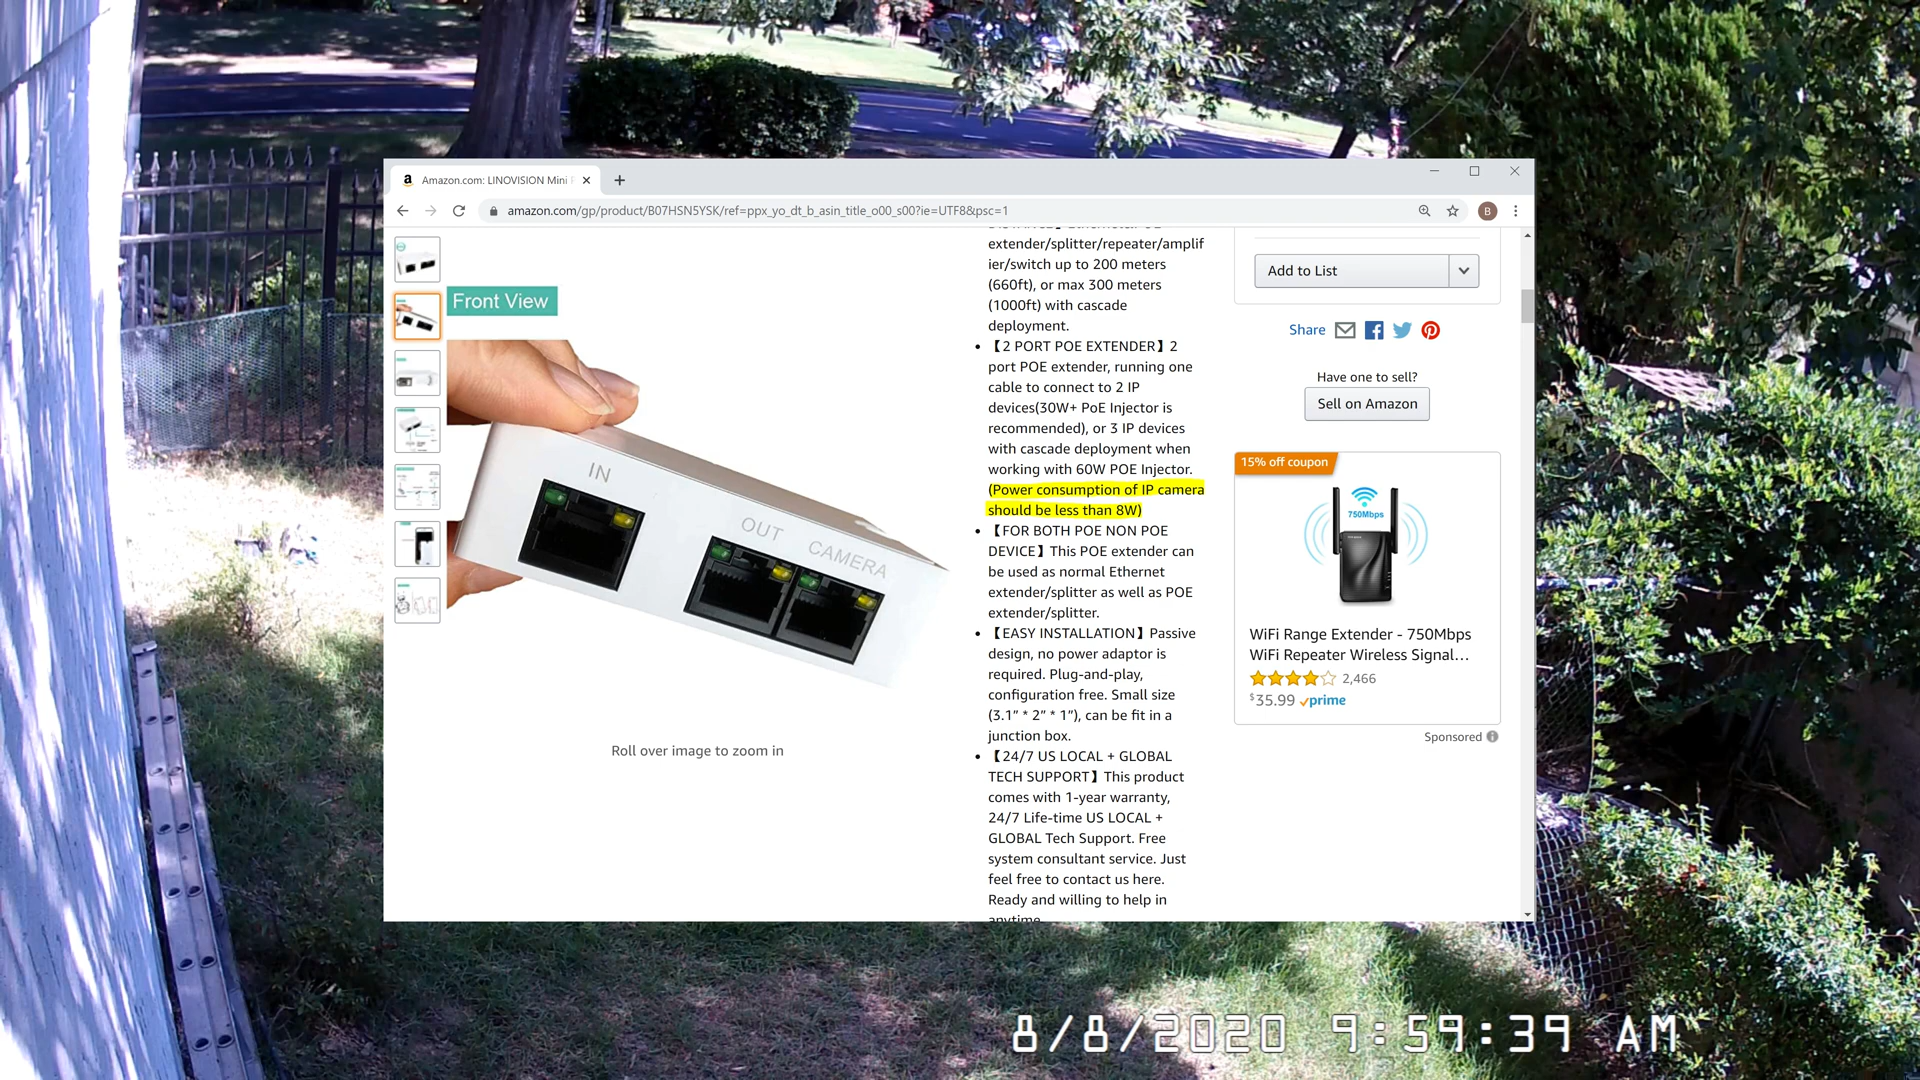 Amazon.com: LINOVISION Mini
amazon.com/gp/product/B07HSN5YSK/ref=ppx_yo_dt_b_asin_title_o00_s00?ie=UTF8&psc=1
B
Front View
IN
OUT
CAMERA
Roll over image to zoom in
extender/splitter/repeater/amplif
ier/switch up to 200 meters
(660ft), or max 300 meters
(1000ft) with cascade
deployment.
【2 PORT POE EXTENDER】2
port POE extender, running one
cable to connect to 2 IP
devices(30W+ PoE Injector is
recommended), or 3 IP devices
with cascade deployment when
working with 60W POE Injector.
(Power consumption of IP camera
should be less than 8W)
【FOR BOTH POE NON POE
DEVICE】This POE extender can
be used as normal Ethernet
extender/splitter as well as POE
extender/splitter.
【EASY INSTALLATION】Passive
design, no power adaptor is
required. Plug-and-play,
configuration free. Small size
(3.1” * 2” * 1”), can be fit in a
junction box.
【24/7 US LOCAL + GLOBAL
TECH SUPPORT】This product
comes with 1-year warranty,
24/7 Life-time US LOCAL +
GLOBAL Tech Support. Free
system consultant service. Just
feel free to contact us here.
Ready and willing to help in
anytime.
Add to List
Share
Have one to sell?
Sell on Amazon
15% off coupon
750Mbps
WiFi Range Extender - 750Mbps
WiFi Repeater Wireless Signal…
2,466
$35.99 prime
Sponsored
8/8/2020 9:59:39 AM